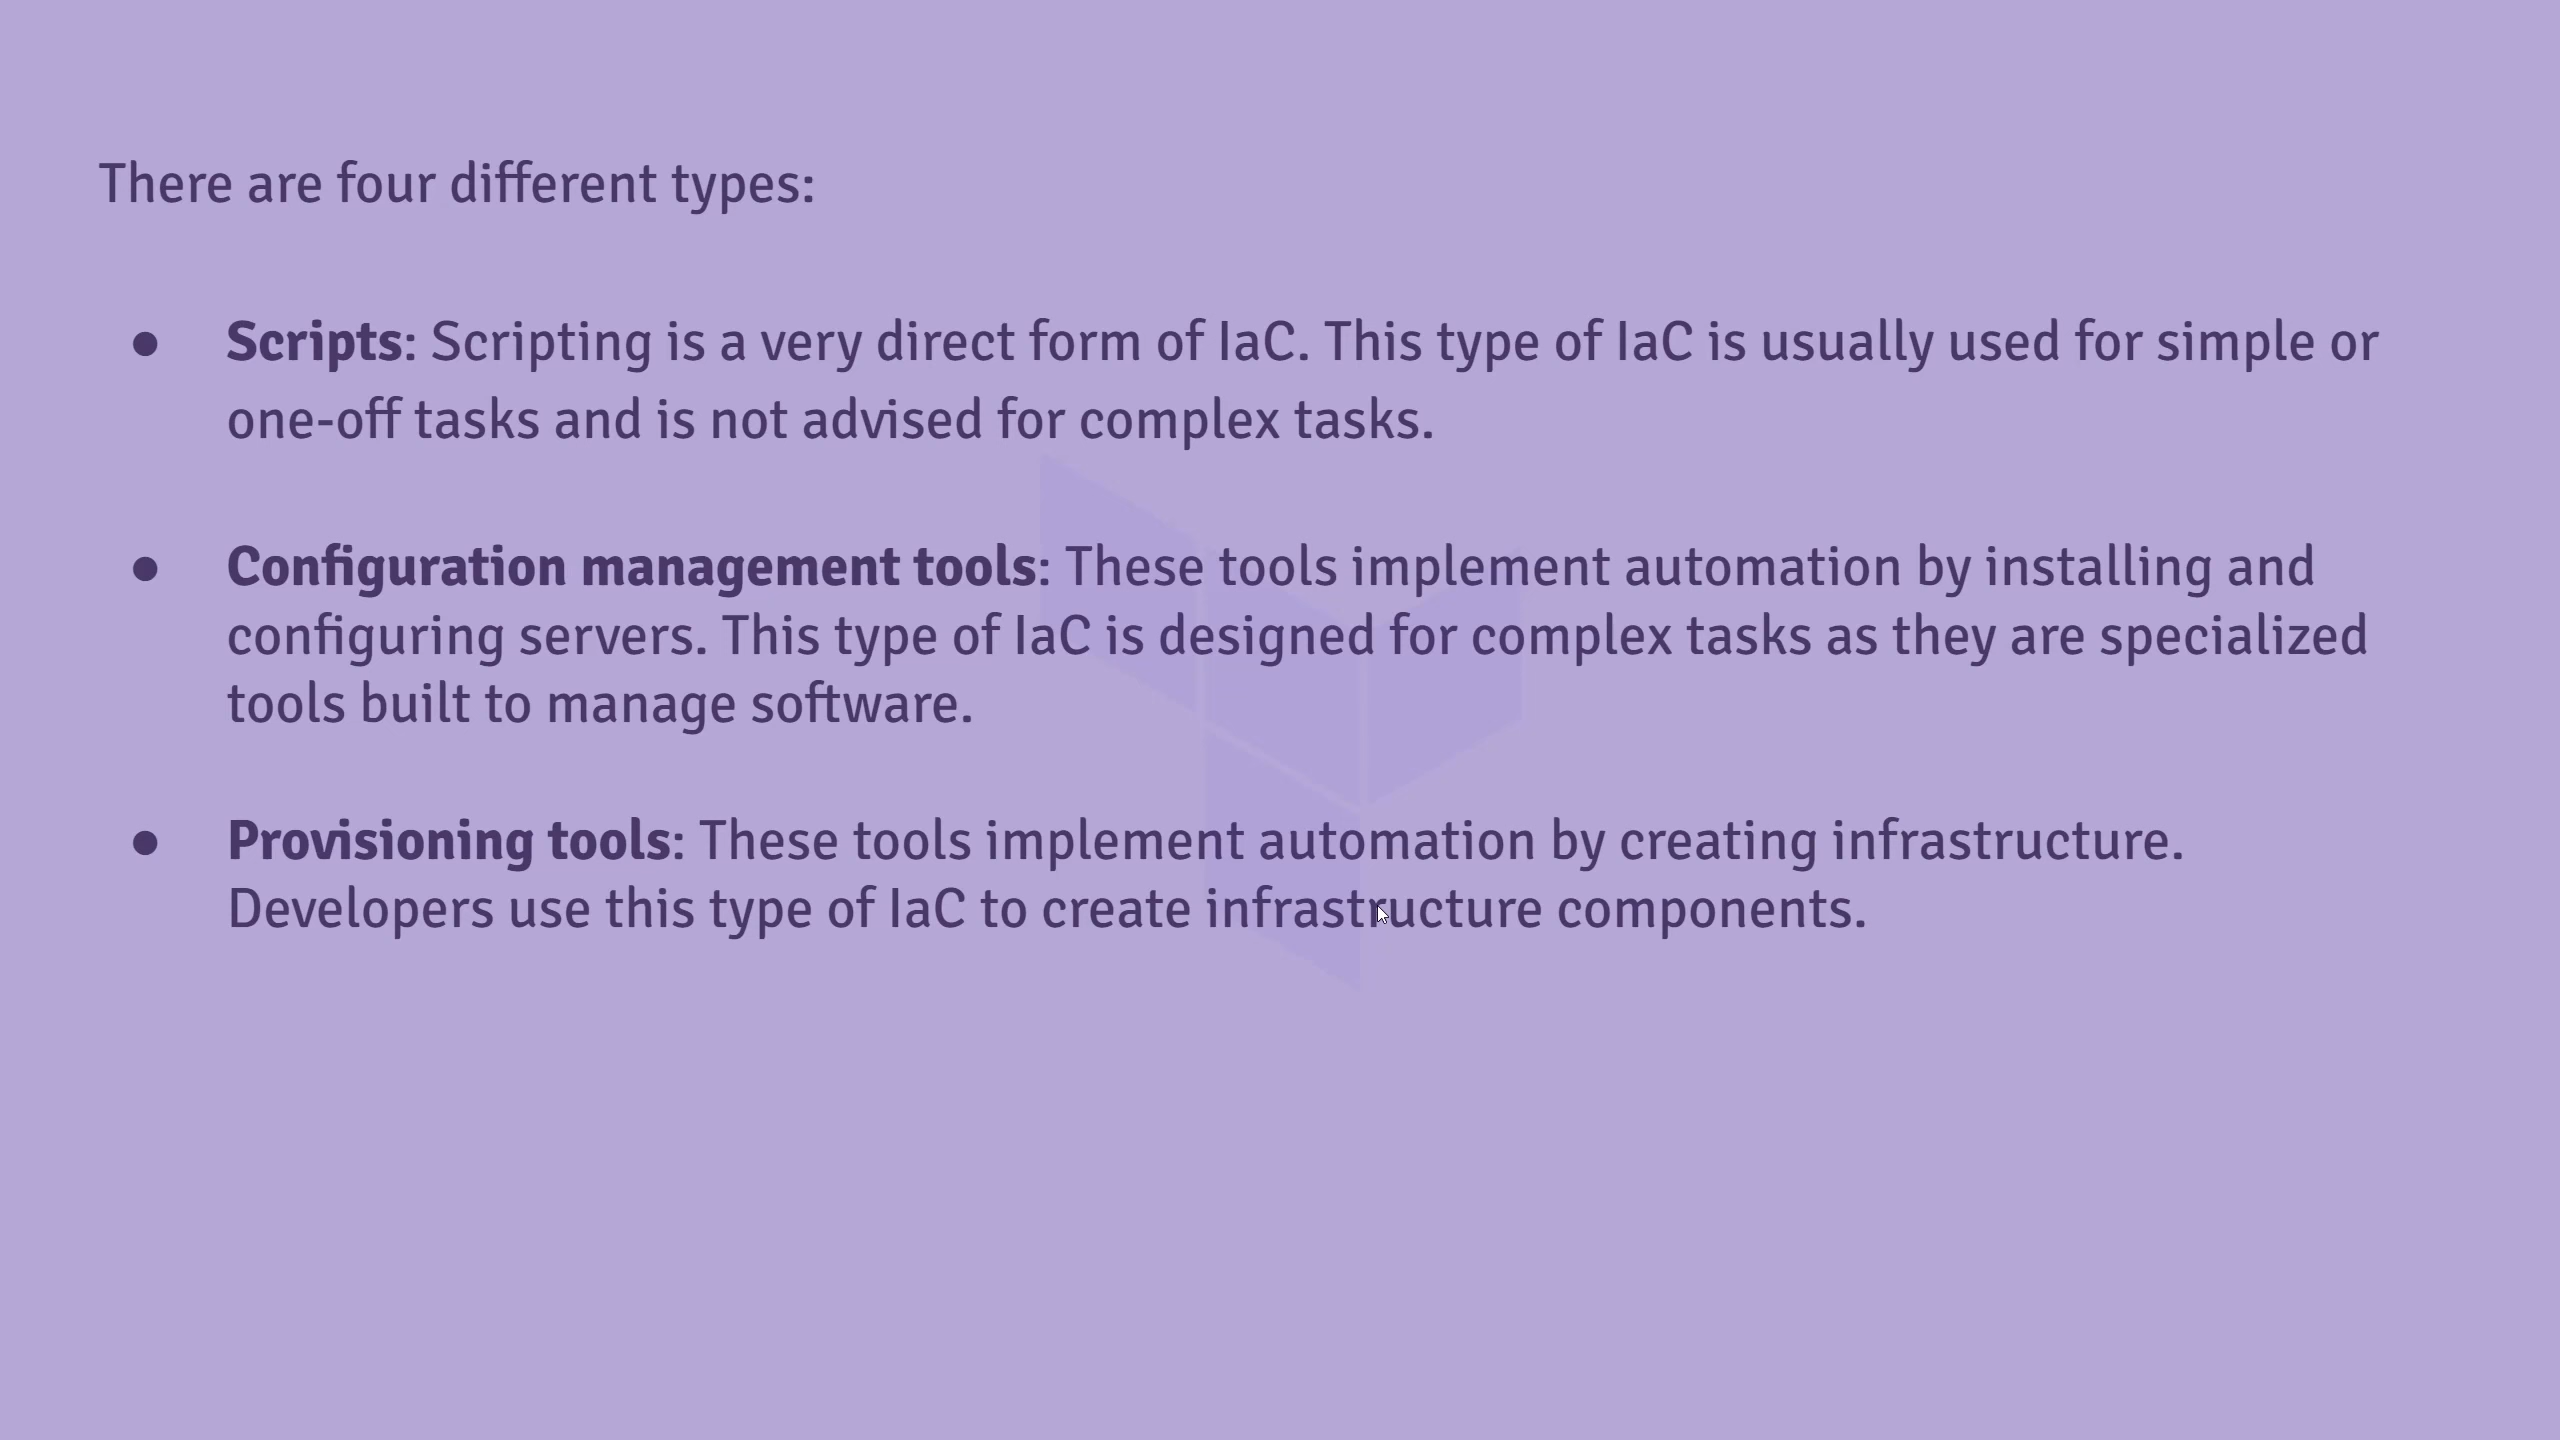 There are four different types:
● Scripts: Scripting is a very direct form of IaC. This type of IaC is usually used for simple or
one-off tasks and is not advised for complex tasks.
● Configuration management tools: These tools implement automation by installing and
configuring servers. This type of IaC is designed for complex tasks as they are specialized
tools built to manage software.
● Provisioning tools: These tools implement automation by creating infrastructure.
Developers use this type of IaC to create infrastructure components.